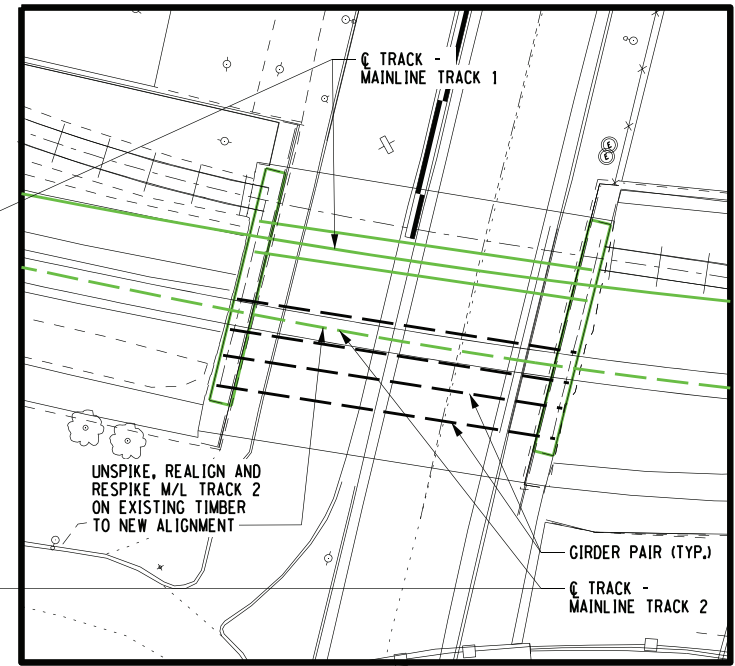 ℄ TRACK -
MAINLINE TRACK 1
E
E
UNSPIKE, REALIGN AND
RESPIKE M/L TRACK 2
ON EXISTING TIMBER
TO NEW ALIGNMENT
GIRDER PAIR (TYP.)
℄ TRACK -
MAINLINE TRACK 2